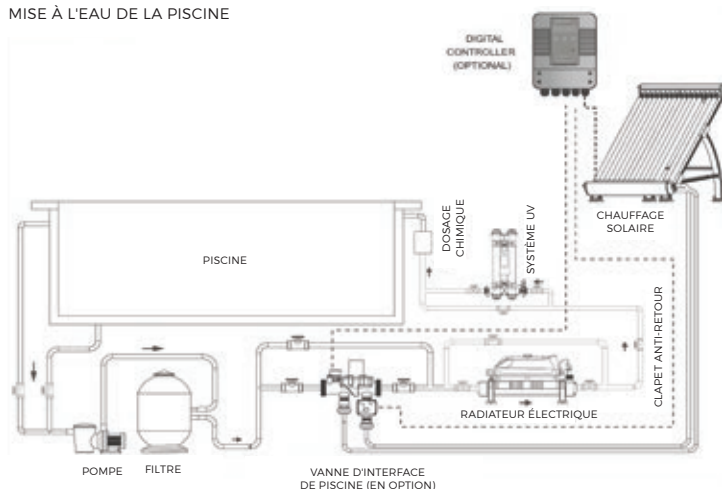 MISE À L'EAU DE LA PISCINE
DIGITAL
CONTROLLER
(OPTIONAL)
CHAUFFAGE
SOLAIRE
DOSAGE
CHIMIQUE
SYSTÈME UV
PISCINE
CLAPET ANTI-RETOUR
RADIATEUR ÉLECTRIQUE
POMPE
FILTRE
VANNE D'INTERFACE
DE PISCINE (EN OPTION)